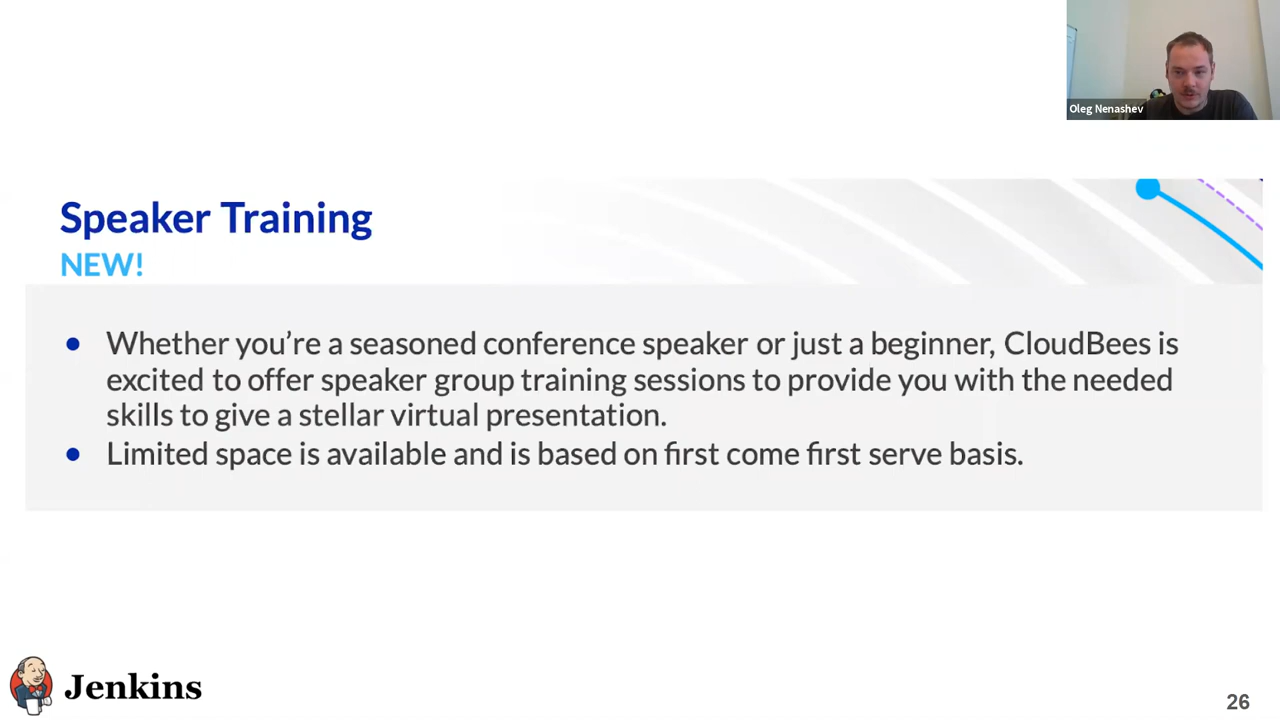 Oleg Nenashev
Speaker Training
NEW!
● Whether you’re a seasoned conference speaker or just a beginner, CloudBees is
excited to offer speaker group training sessions to provide you with the needed
skills to give a stellar virtual presentation.
● Limited space is available and is based on first come first serve basis.
Jenkins
26